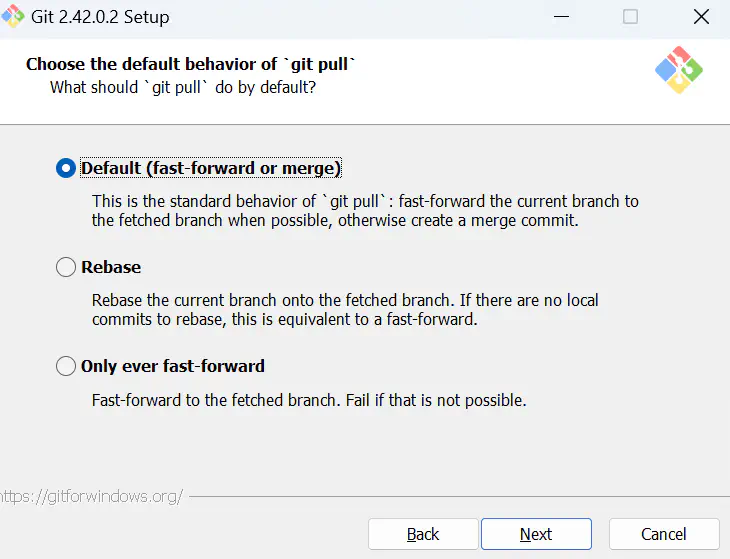 Git 2.42.0.2 Setup
Choose the default behavior of `git pull`
What should `git pull` do by default?
Default (fast-forward or merge)
This is the standard behavior of `git pull`: fast-forward the current branch to
the fetched branch when possible, otherwise create a merge commit.
Rebase
Rebase the current branch onto the fetched branch. If there are no local
commits to rebase, this is equivalent to a fast-forward.
Only ever fast-forward
Fast-forward to the fetched branch. Fail if that is not possible.
https://gitforwindows.org/
Back
Next
Cancel